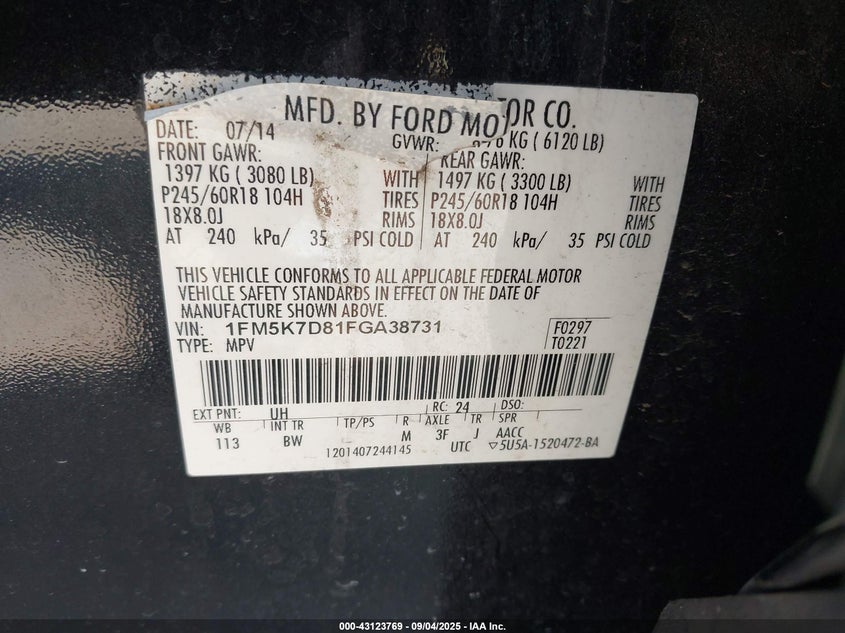 MFD. BY FORD MO OR CO.
DATE: 07/14 GVWR: KG ( 6120 LB)
FRONT GAWR: REAR GAWR:
1397 KG ( 3080 LB) WITH 1497 KG ( 3300 LB) WITH
P245/60R18 104H TIRES P245/60R18 104H TIRES
18X8.0J RIMS 18X8.0J RIMS
AT 240 kPa/ 35 PSI COLD AT 240 kPa/ 35 PSI COLD
THIS VEHICLE CONFORMS TO ALL APPLICABLE FEDERAL MOTOR
VEHICLE SAFETY STANDARDS IN EFFECT ON THE DATE OF
MANUFACTURE SHOWN ABOVE.
VIN: 1FM5K7D81FGA38731 F0297
TYPE: MPV T0221
EXT PNT: UH RC: 24 DSO:
WB INT TR TP/PS R AXLE TR SPR
113 BW M 3F J AACC
1201407244145 UTC ▽5U5A-1520472-BA
000-43123769 - 09/04/2025 - IAA Inc.